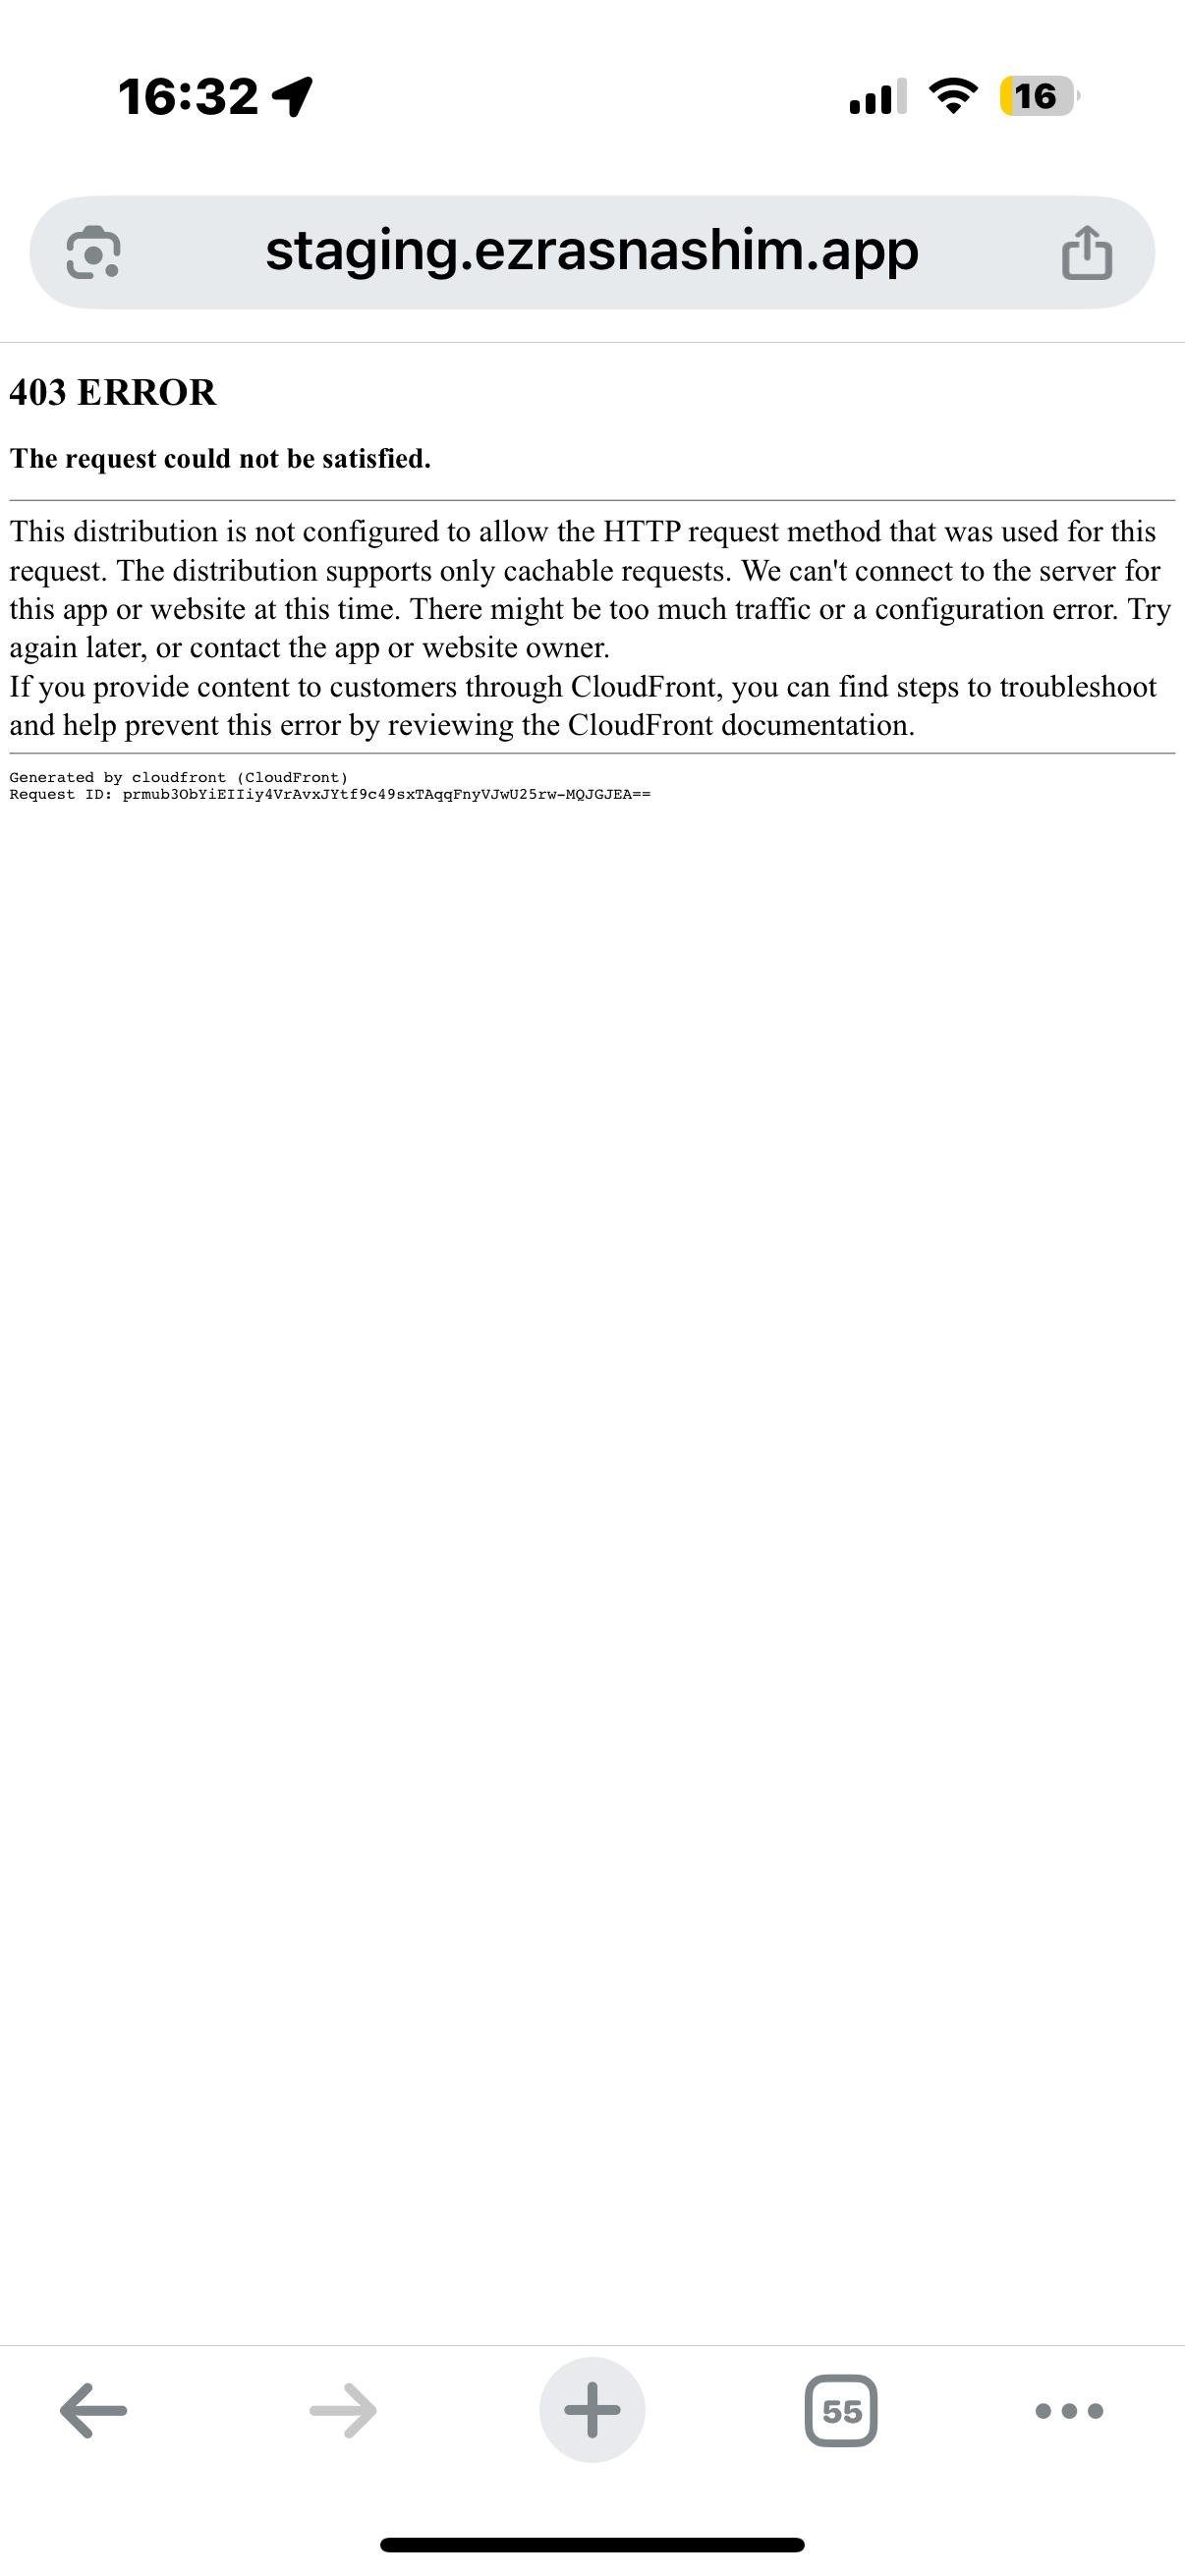 16:32
16
staging.ezrasnashim.app
403 ERROR
The request could not be satisfied.
This distribution is not configured to allow the HTTP request method that was used for this
request. The distribution supports only cachable requests. We can't connect to the server for
this app or website at this time. There might be too much traffic or a configuration error. Try
again later, or contact the app or website owner.
If you provide content to customers through CloudFront, you can find steps to troubleshoot
and help prevent this error by reviewing the CloudFront documentation.
Generated by cloudfront (CloudFront)
Request ID: prmub3ObYiEIIiy4VrAvxJYtf9c49sxTAqqFnyVJwU25rw-MQJGJEA==
55